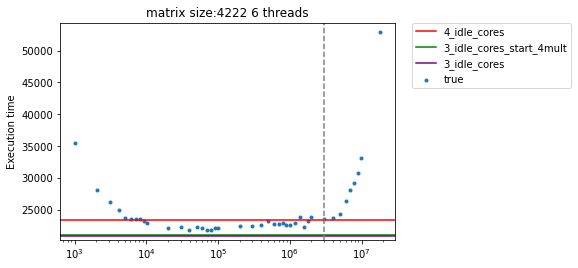 matrix size:4222 6 threads
Execution time
50000
45000
40000
35000
30000
25000
10³
10⁴
10⁵
10⁶
10⁷
4_idle_cores
3_idle_cores_start_4mult
3_idle_cores
true